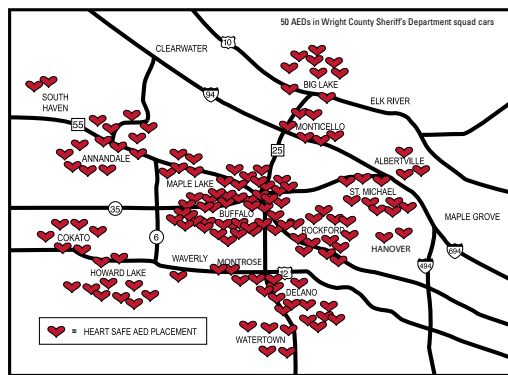 50 AEDs in Wright County Sheriff's Department squad cars
10
CLEARWATER
BIG LAKE
94
SOUTH
HAVEN
ELK RIVER
55
MONTICELLO
25
ANNANDALE
ALBERTVILLE
MAPLE LAKE
ST. MICHAEL
35
BUFFALO
MAPLE GROVE
ROCKFORD
COKATO
6
HANOVER
694
WAVERLY
MONTROSE
494
HOWARD LAKE
12
DELANO
= HEART SAFE AED PLACEMENT
WATERTOWN